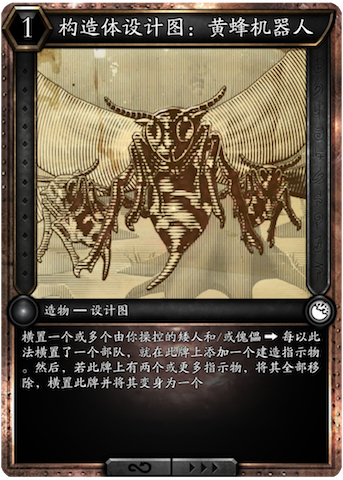 1
构造体设计图：黄蜂机器人
造物 — 设计图
横置一个或多个由你操控的矮人和/或傀儡➡每以此
法横置了一个部队，就在此牌上添加一个建造指示物
。然后，若此牌上有两个或更多指示物，将其全部移
除，横置此牌并将其变身为一个